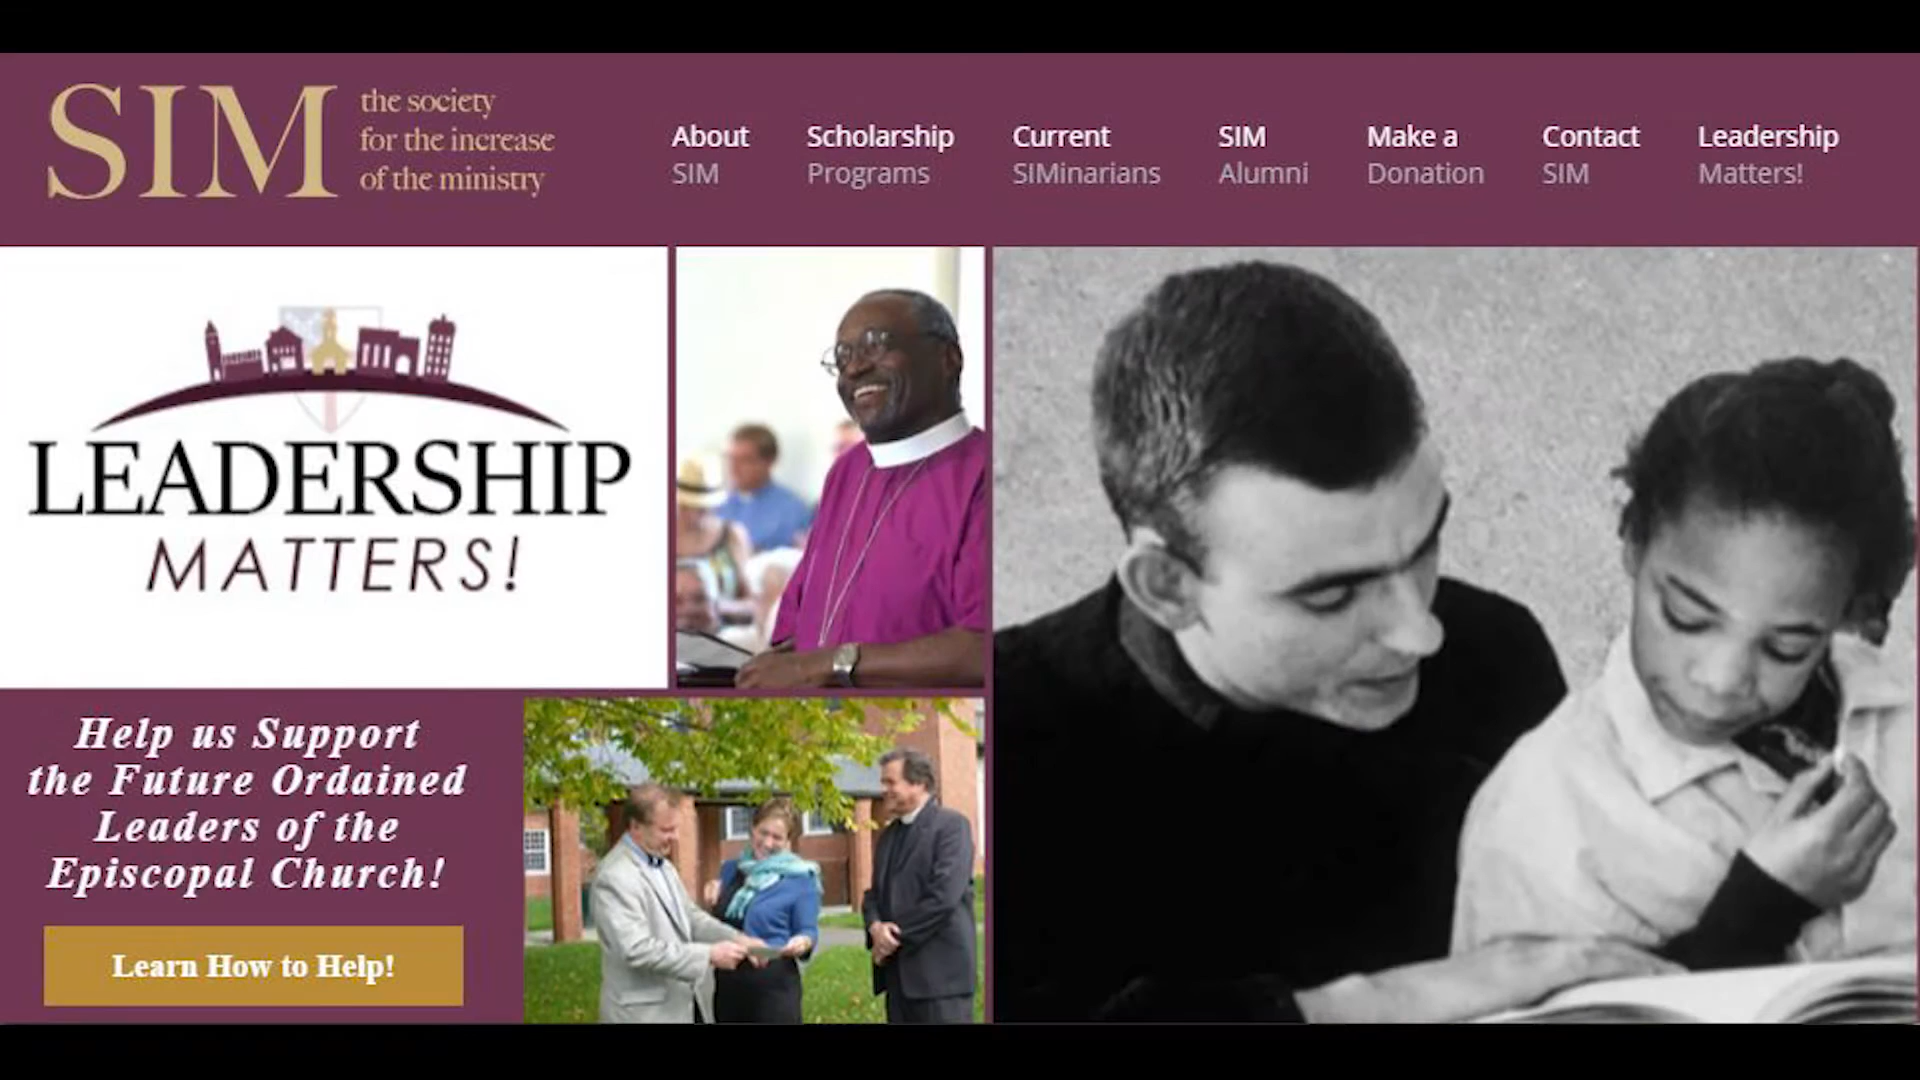 SIM
the society
for the increase
of the ministry
About
SIM
Scholarship
Programs
Current
SIMinarians
SIM
Alumni
Make a
Donation
Contact
SIM
Leadership
Matters!
LEADERSHIP
MATTERS!
Help us Support
the Future Ordained
Leaders of the
Episcopal Church!
Learn How to Help!